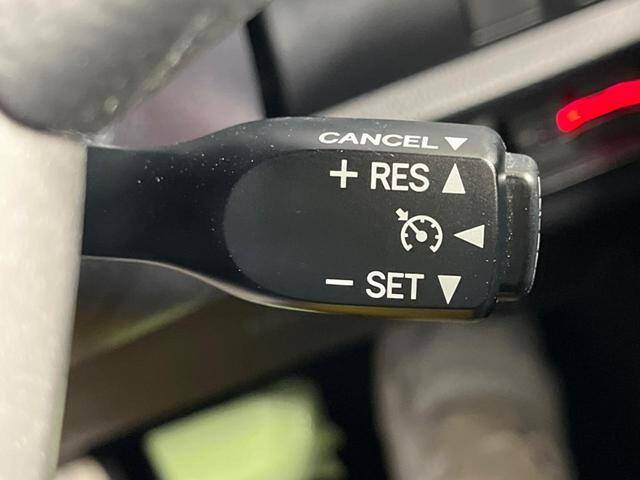 CANCEL ▼
+ RES ▲
◀
− SET ▼